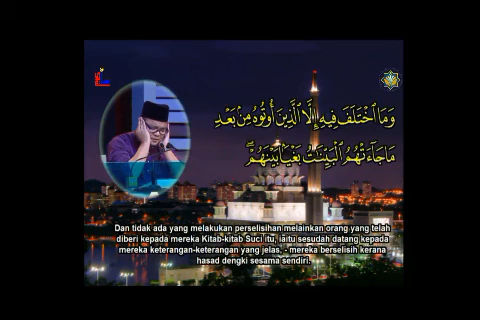 وَمَا ٱخْتَلَفَ فِيهِ إِلَّا ٱلَّذِينَ أُوتُوهُ مِنۢ بَعْدِ
مَا جَآءَتْهُمُ ٱلْبَيِّنَٰتُ بَغْيًۢا بَيْنَهُمْ ۖ
Dan tidak ada yang melakukan perselisihan melainkan orang yang telah
diberi kepada mereka Kitab-kitab Suci itu, iaitu sesudah datang kepada
mereka keterangan-keterangan yang jelas, - mereka berselisih kerana
hasad dengki sesama sendiri.